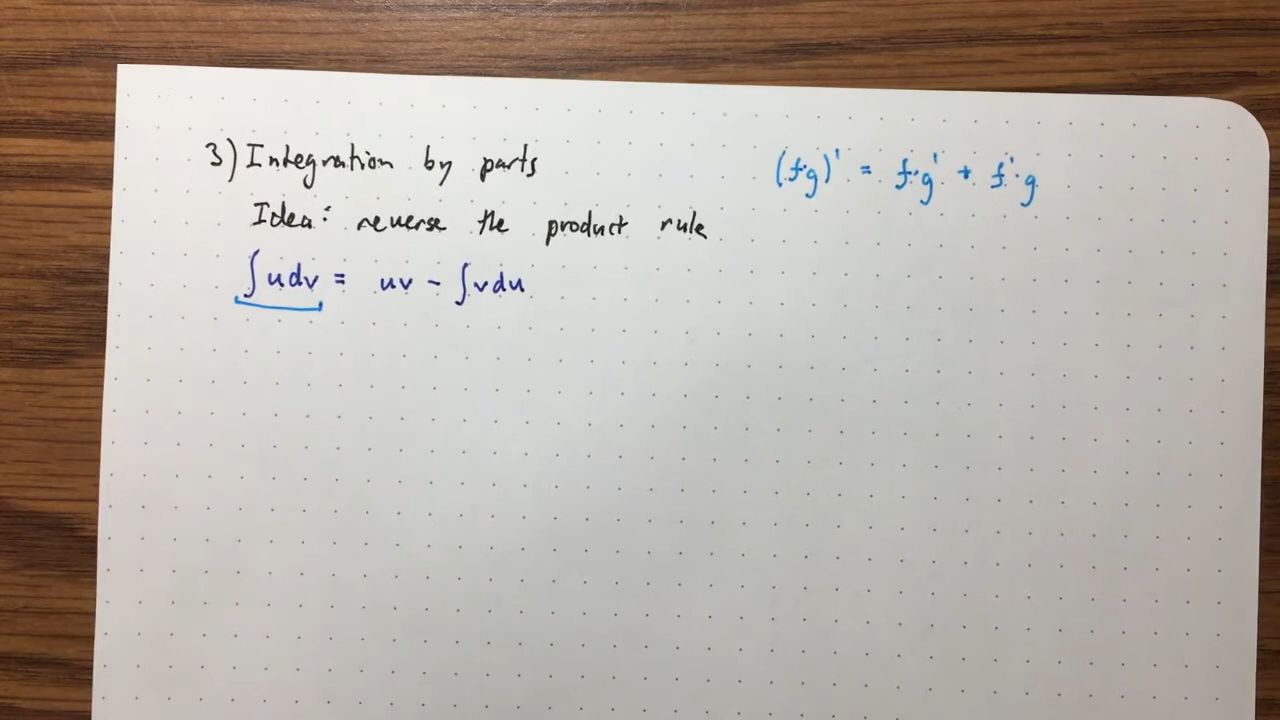 3) Integration by parts
(f·g)' = f·g' + f'·g
Idea: reverse the product rule
∫udv = uv - ∫vdu